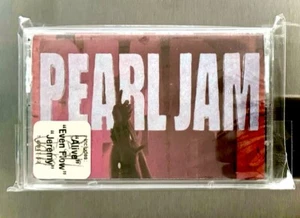 PEARL JAM
INCLUDES
"Alive"
"Even Flow"
"Jeremy"